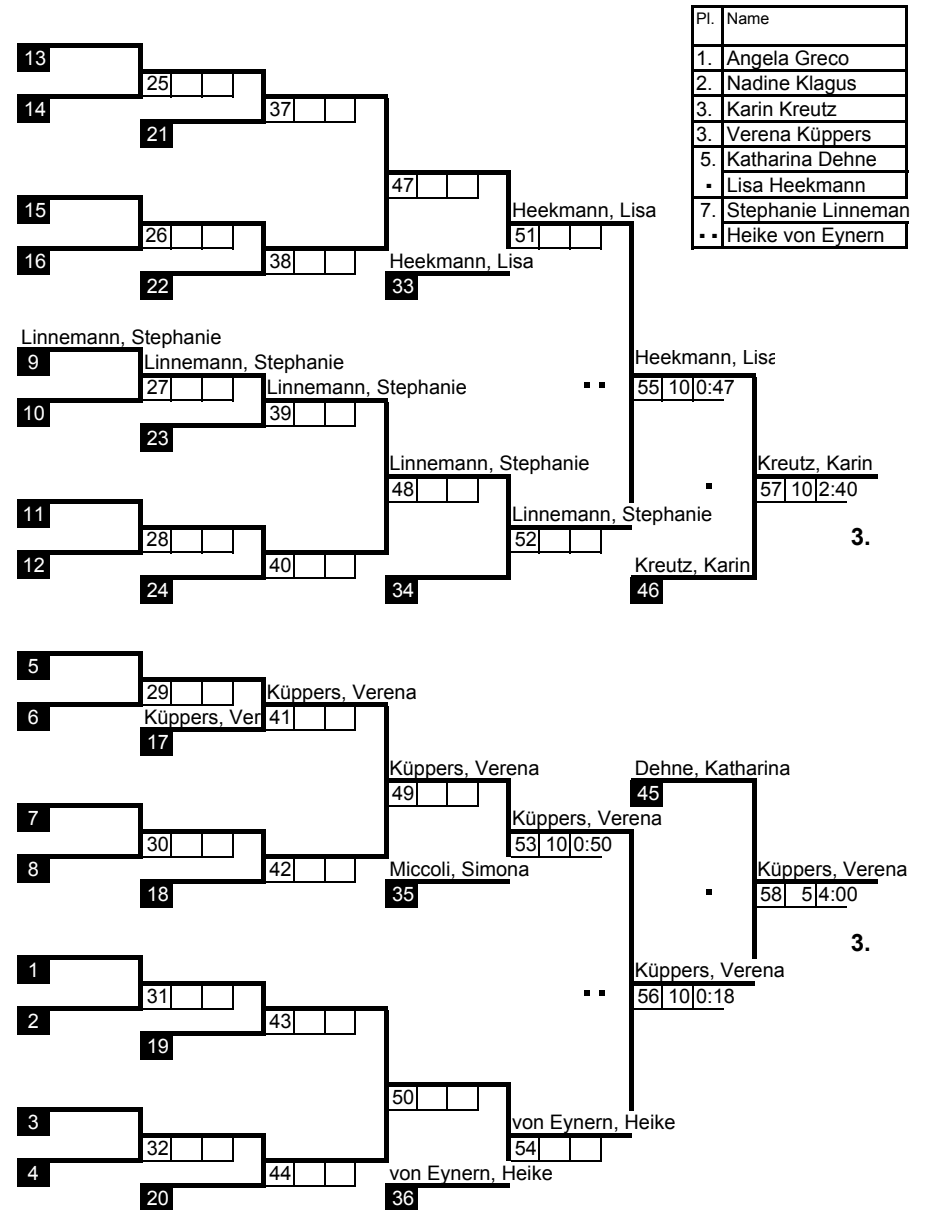 Pl. Name
1. Angela Greco
2. Nadine Klagus
3. Karin Kreutz
3. Verena Küppers
5. Katharina Dehne
▪ Lisa Heekmann
7. Stephanie Linneman
▪ ▪ Heike von Eynern
13
25
14
37
21
47
15
Heekmann, Lisa
26
51
16
38
Heekmann, Lisa
22
33
Linnemann, Stephanie
9
Linnemann, Stephanie
Heekmann, Lisa
27
Linnemann, Stephanie
▪ ▪
55 10 0:47
10
39
23
Linnemann, Stephanie
Kreutz, Karin
48
▪
57 10 2:40
11
Linnemann, Stephanie
28
52
3.
12
40
Kreutz, Karin
24
34
46
5
29
Küppers, Verena
6
Küppers, Ver
41
17
Küppers, Verena
Dehne, Katharina
49
45
7
Küppers, Verena
30
53 10 0:50
8
42
Miccoli, Simona
Küppers, Verena
18
35
▪
58 5 4:00
3.
1
Küppers, Verena
31
▪ ▪
56 10 0:18
2
43
19
50
3
von Eynern, Heike
32
54
4
44
von Eynern, Heike
20
36